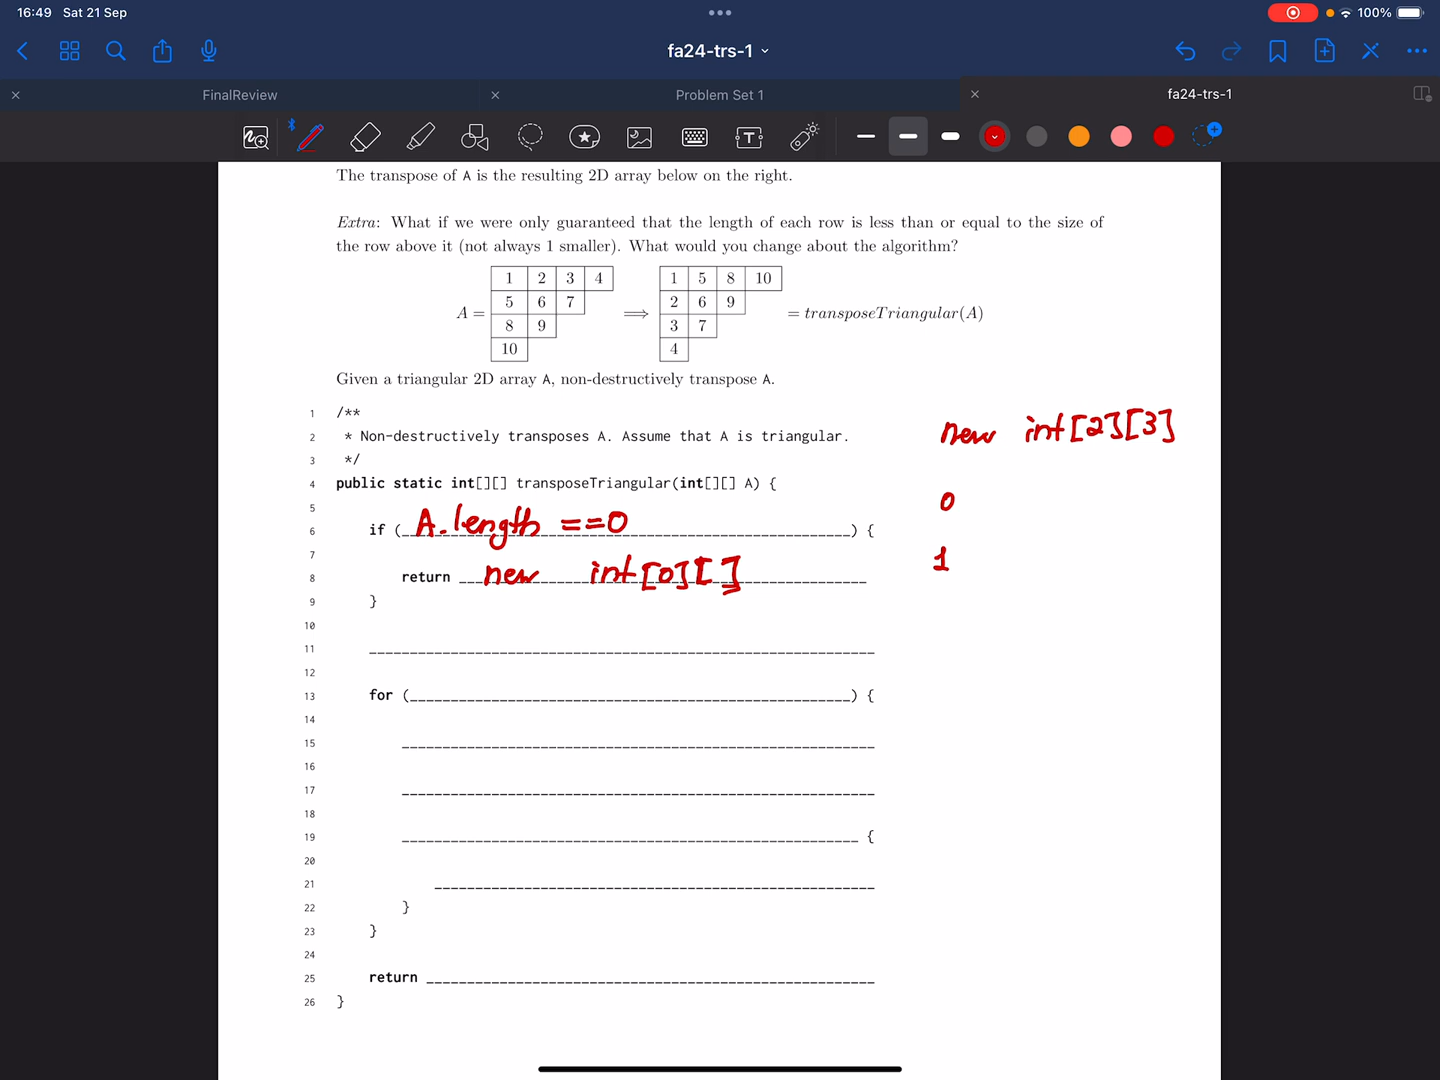 16:49 Sat 21 Sep
100%
fa24-trs-1
FinalReview
Problem Set 1
fa24-trs-1
The transpose of A is the resulting 2D array below on the right.
Extra: What if we were only guaranteed that the length of each row is less than or equal to the size of
the row above it (not always 1 smaller). What would you change about the algorithm?
1 2 3 4 1 5 8 10
5 6 7 2 6 9
A = ⟹ = transposeTriangular(A)
8 9 3 7
10 4
Given a triangular 2D array A, non-destructively transpose A.
1 /**
2 * Non-destructively transposes A. Assume that A is triangular.
new int[2][3]
3 */
4 public static int[][] transposeTriangular(int[][] A) {
5
0
6 if (A.length ==0) {
7
1
8 return new int[0][]
9 }
10
11 ____________________
12
13 for (____________________) {
14
15 ____________________
16
17 ____________________
18
19 ____________________ {
20
21 ____________________
22 }
23 }
24
25 return ____________________
26 }